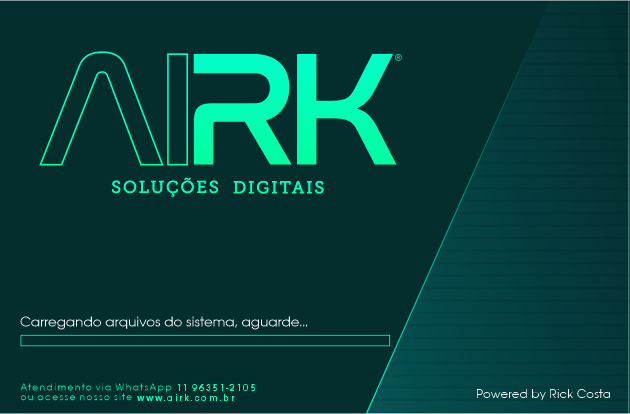 AIRK®
SOLUÇÕES DIGITAIS
Carregando arquivos do sistema, aguarde...
Atendimento via WhatsApp 11 96351-2105
ou acesse nosso site www.airk.com.br
Powered by Rick Costa